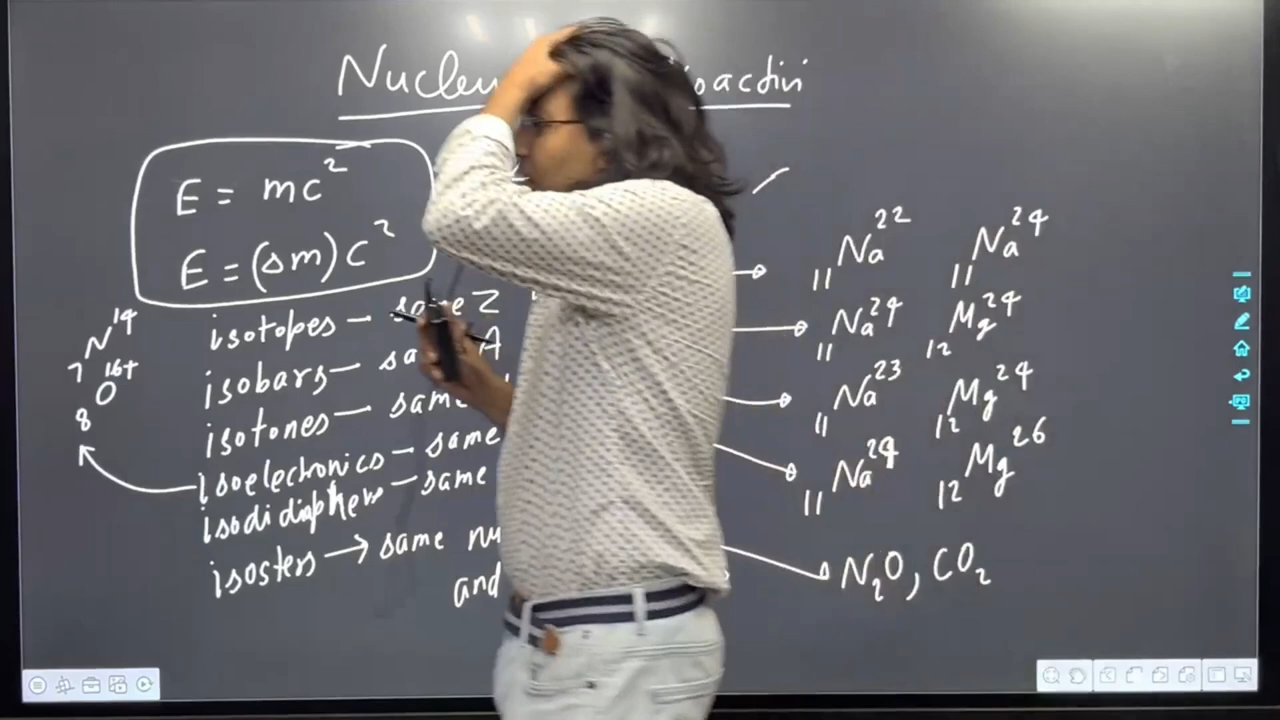 Nucle
E = mc²
E = (Δm)c²
isotopes – same Z
isobars – sa A
isotones – same
isoelectronics – same
isodiaphers – same
isosters → same nu
and
₇N¹⁴
₈O¹⁶⁺
₁₁Na²² ₁₁Na²⁴
₁₁Na²⁴ ₁₂Mg²⁴
₁₁Na²³ ₁₂Mg²⁴
₁₁Na²⁴ ₁₂Mg²⁶
N₂O, CO₂